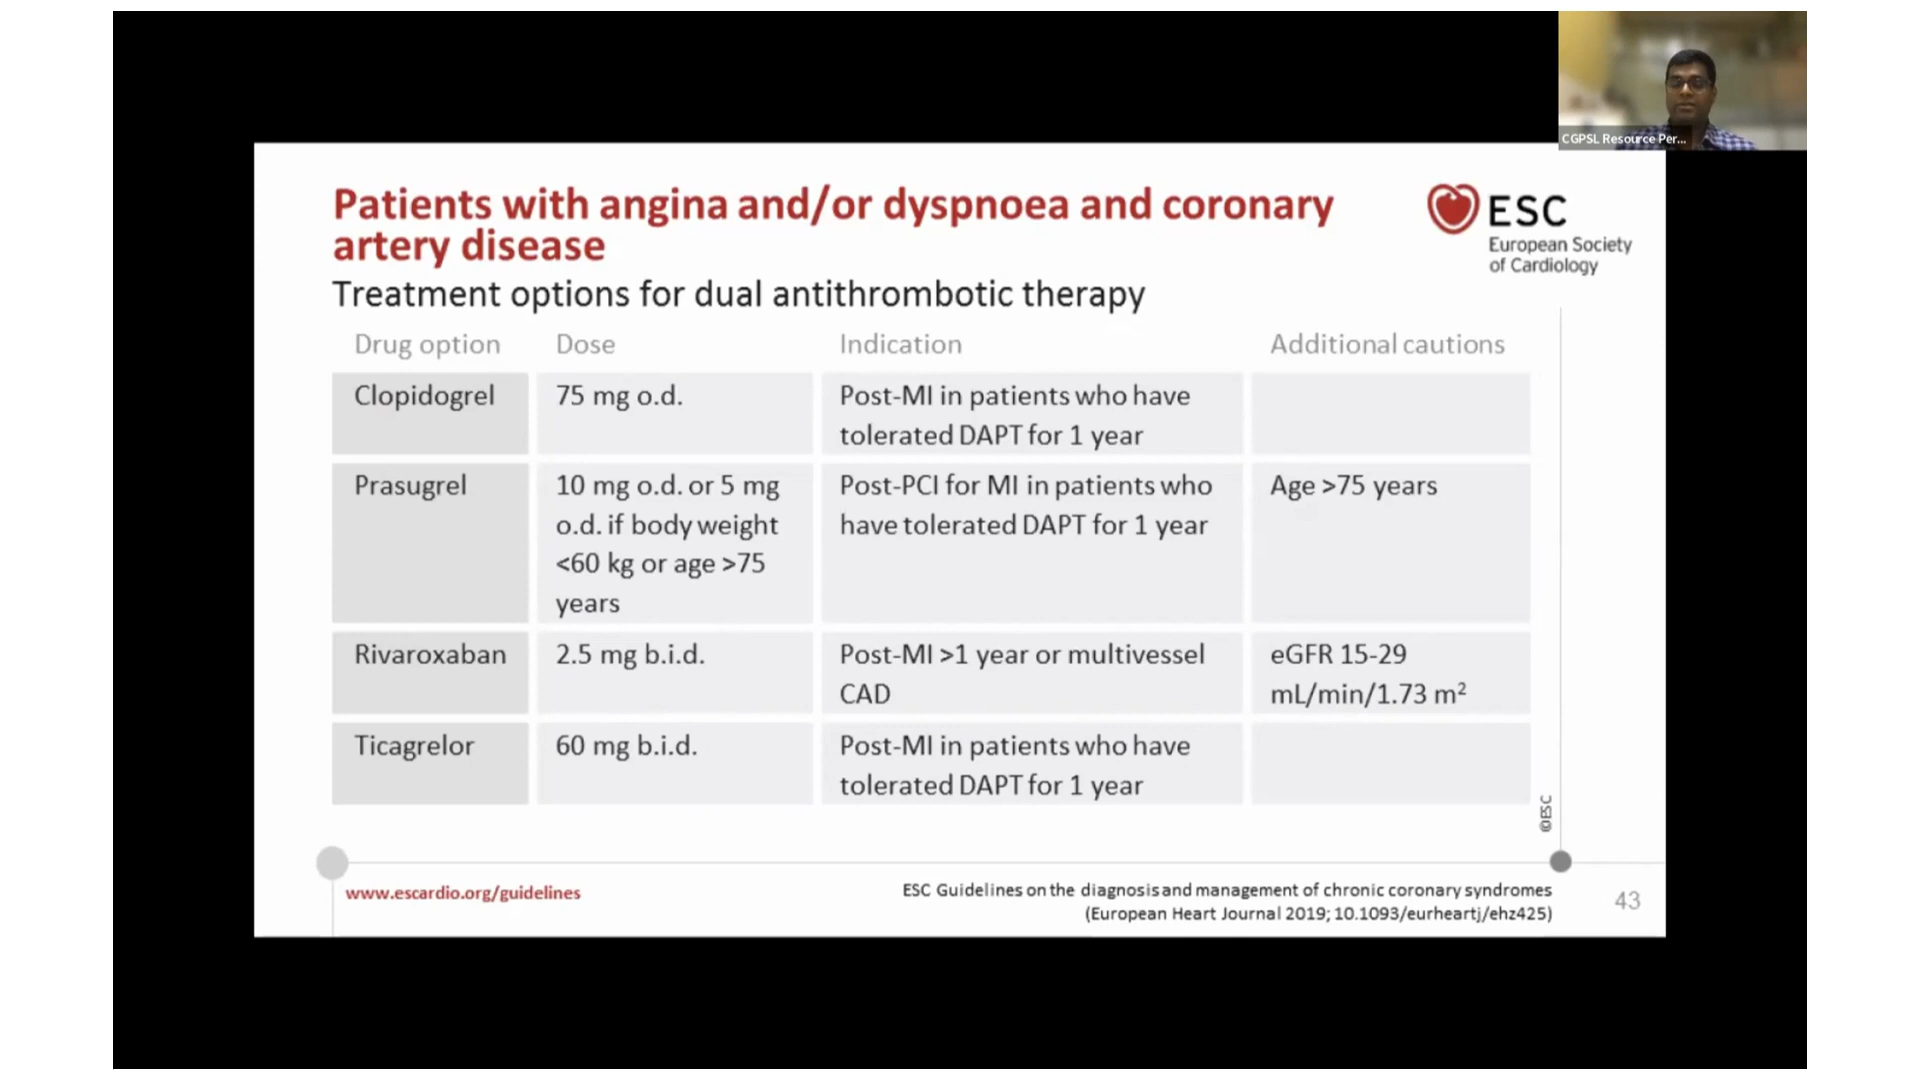 CGPSL Resource Per...
Patients with angina and/or dyspnoea and coronary
artery disease
ESC
European Society
of Cardiology
Treatment options for dual antithrombotic therapy
Drug option Dose Indication Additional cautions
Clopidogrel 75 mg o.d. Post-MI in patients who have
tolerated DAPT for 1 year
Prasugrel 10 mg o.d. or 5 mg Post-PCI for MI in patients who Age >75 years
o.d. if body weight have tolerated DAPT for 1 year
<60 kg or age >75
years
Rivaroxaban 2.5 mg b.i.d. Post-MI >1 year or multivessel eGFR 15-29
CAD mL/min/1.73 m²
Ticagrelor 60 mg b.i.d. Post-MI in patients who have
tolerated DAPT for 1 year
©ESC
www.escardio.org/guidelines
ESC Guidelines on the diagnosis and management of chronic coronary syndromes
(European Heart Journal 2019; 10.1093/eurheartj/ehz425)
43